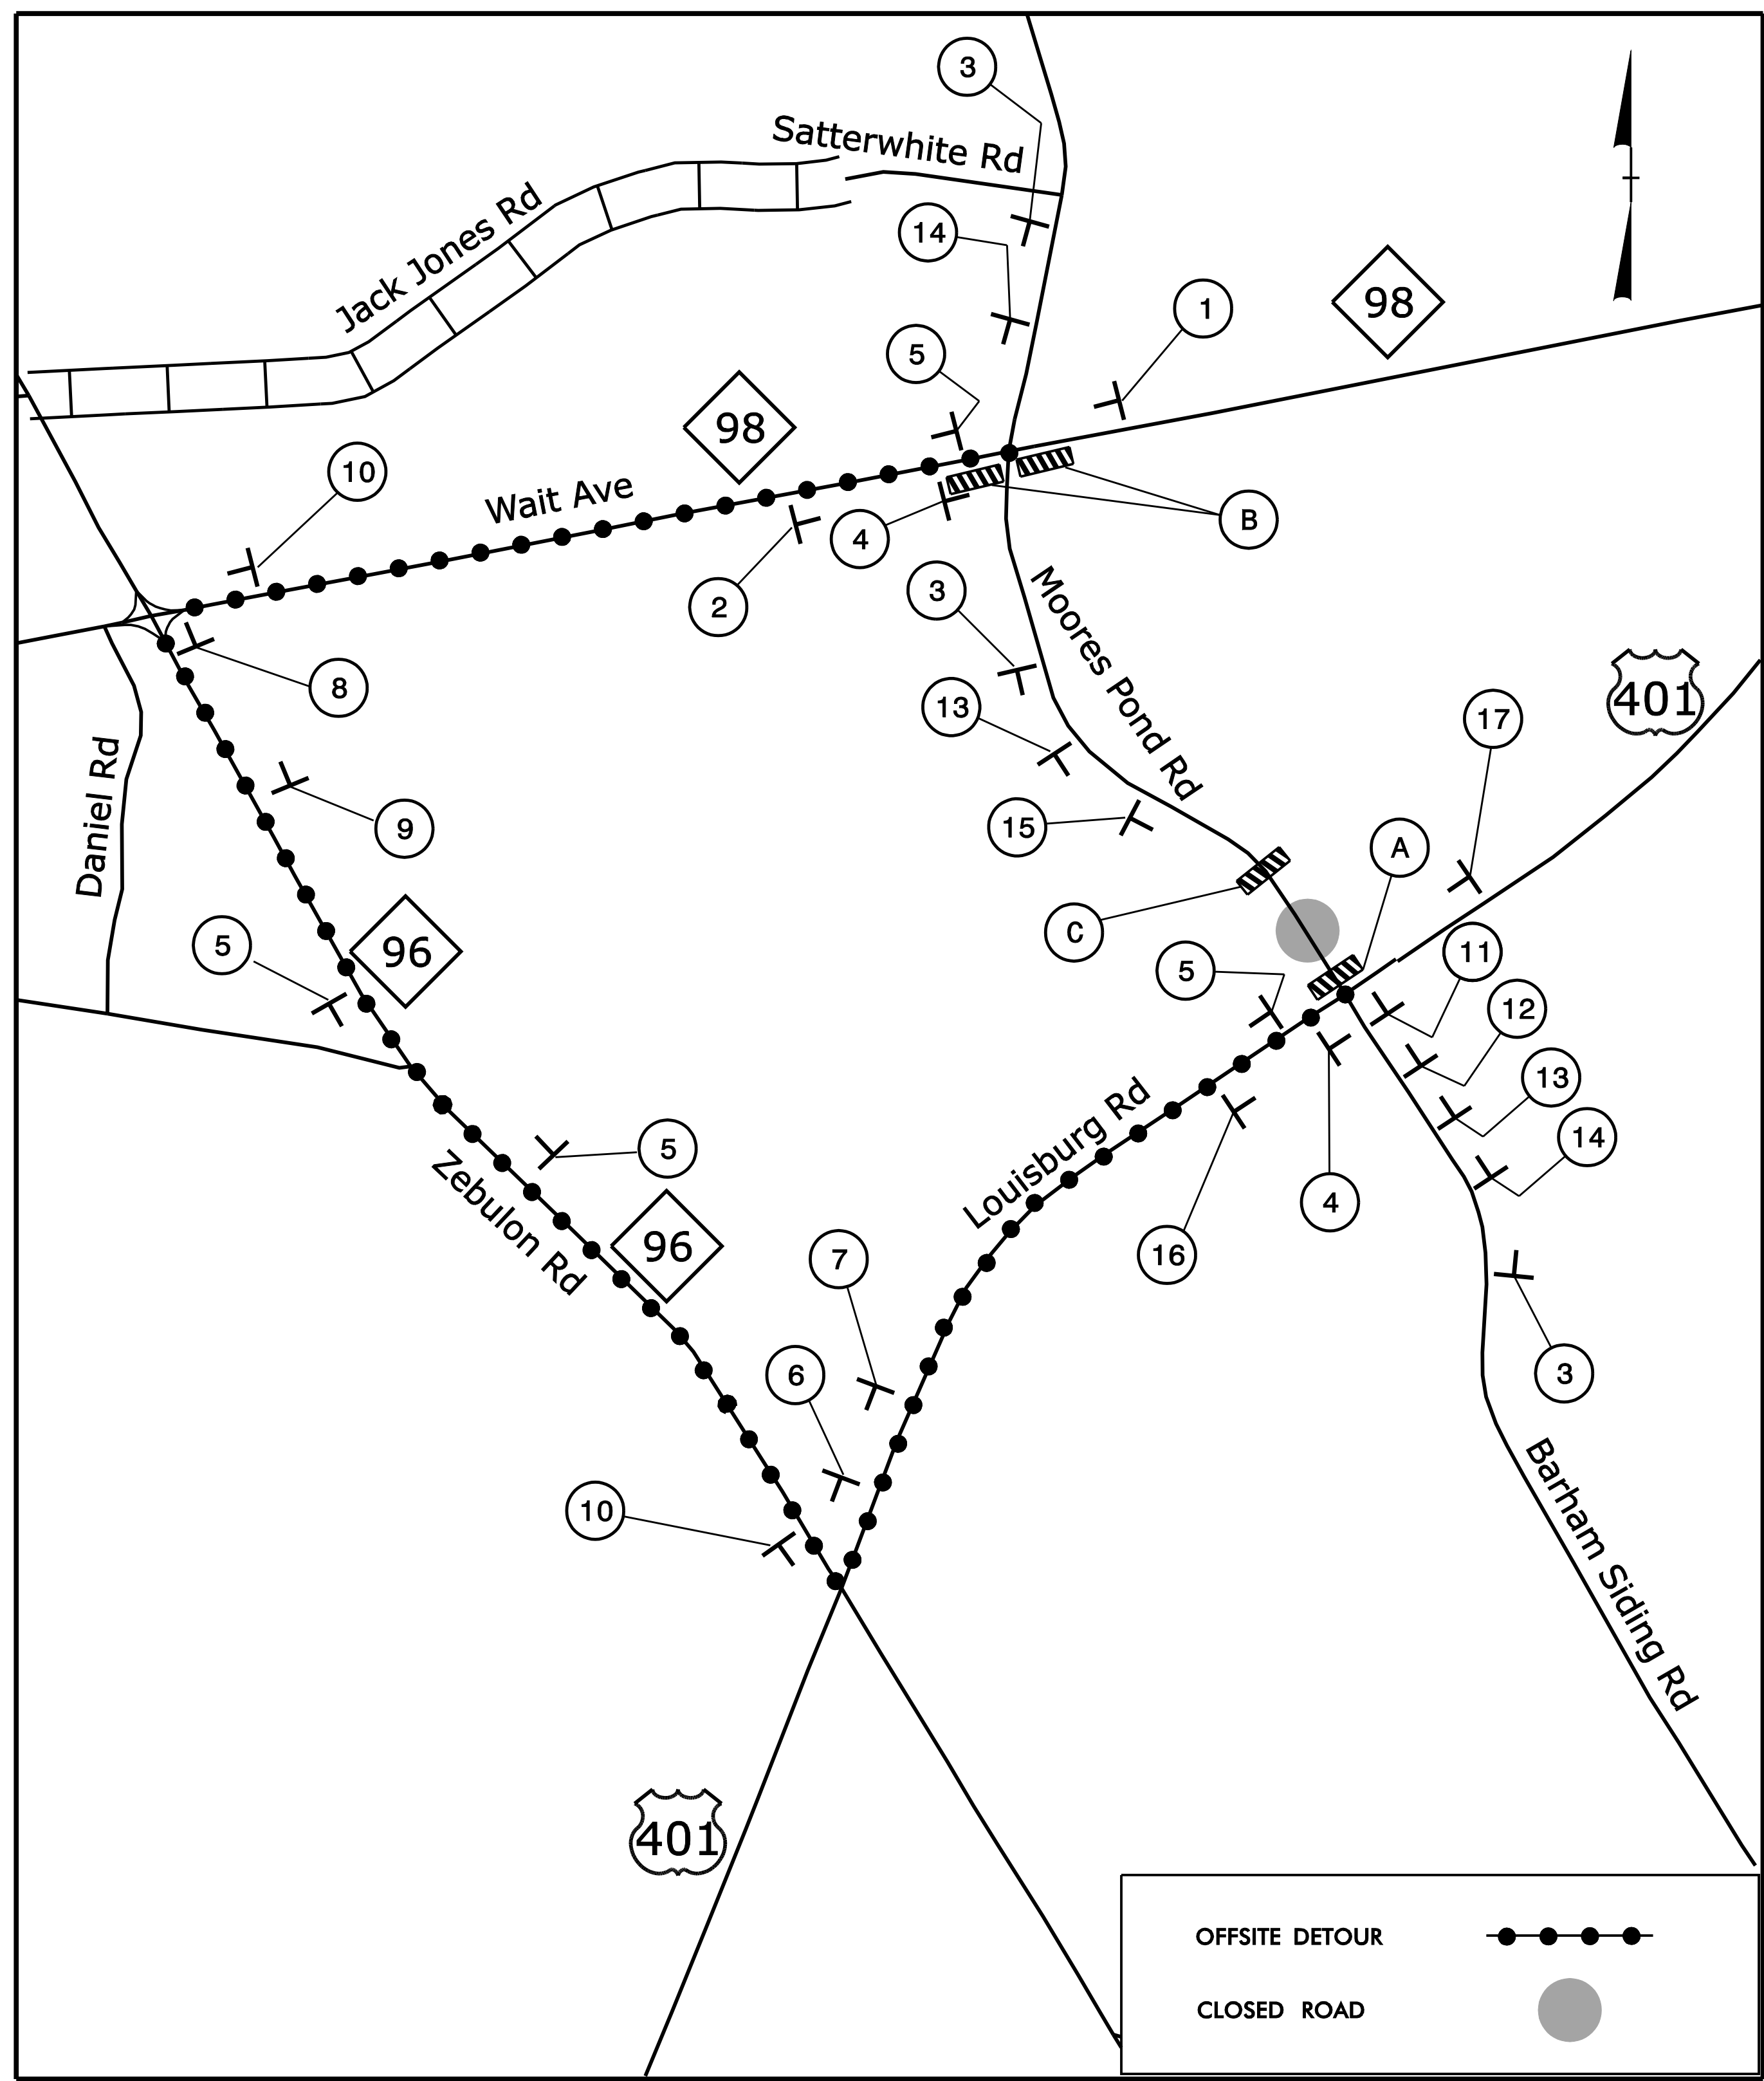 3
Satterwhite Rd
Jack Jones Rd
14
1
98
5
98
10
Wait Ave
4
B
2
3
Moores Pond Rd
401
8
13
17
Daniel Rd
9
15
A
5
96
C
5
11
12
13
5
Louisburg Rd
14
Zebulon Rd
96
7
16
4
6
3
10
Barham Siding Rd
401
OFFSITE DETOUR
CLOSED ROAD